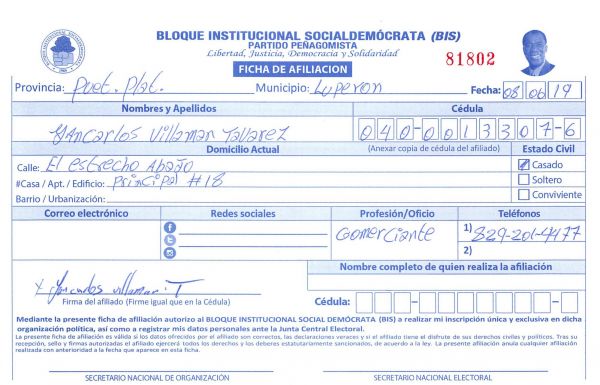 BLOQUE INSTITUCIONAL SOCIALDEMÓCRATA (BIS)
PARTIDO PEÑAGOMISTA
Libertad, Justicia, Democracia y Solidaridad
81802
FICHA DE AFILIACION
Provincia: Puet. Plat. Municipio: Luperon Fecha: 08 06 19
Nombres y Apellidos Cédula
YANcarlos Villaman Tavarez 040-0013307-6
Domicilio Actual (Anexar copia de cédula del afiliado) Estado Civil
Calle: El estrecho Abajo Casado
#Casa / Apt. / Edificio: Principal #18 Soltero
Barrio / Urbanización: Conviviente
Correo electrónico Redes sociales Profesión/Oficio Teléfonos
Comerciante 1) 829-201-4477
2)
Nombre completo de quien realiza la afiliación
x Yancarlos villaman T
Firma del afiliado (Firme igual que en la Cédula) Cédula:
Mediante la presente ficha de afiliación autorizo al BLOQUE INSTITUCIONAL SOCIAL DEMÓCRATA (BIS) a realizar mi inscripción única y exclusiva en dicha
organización política, así como a registrar mis datos personales ante la Junta Central Electoral.
La presente ficha de afiliación es válida si los datos ofrecidos por el afiliado son correctos, las declaraciones veraces y si el afiliado tiene el disfrute de sus derechos civiles y políticos. Tras su
recepción, sello y firmas autorizadas el afiliado ejercerá todos los derechos y los deberes estatutariamente sancionados, de acuerdo a la ley. La presente afiliación anula cualquier afiliación
realizada con anterioridad a la fecha que aparece en esta ficha.
SECRETARIO NACIONAL DE ORGANIZACIÓN SECRETARIO NACIONAL ELECTORAL